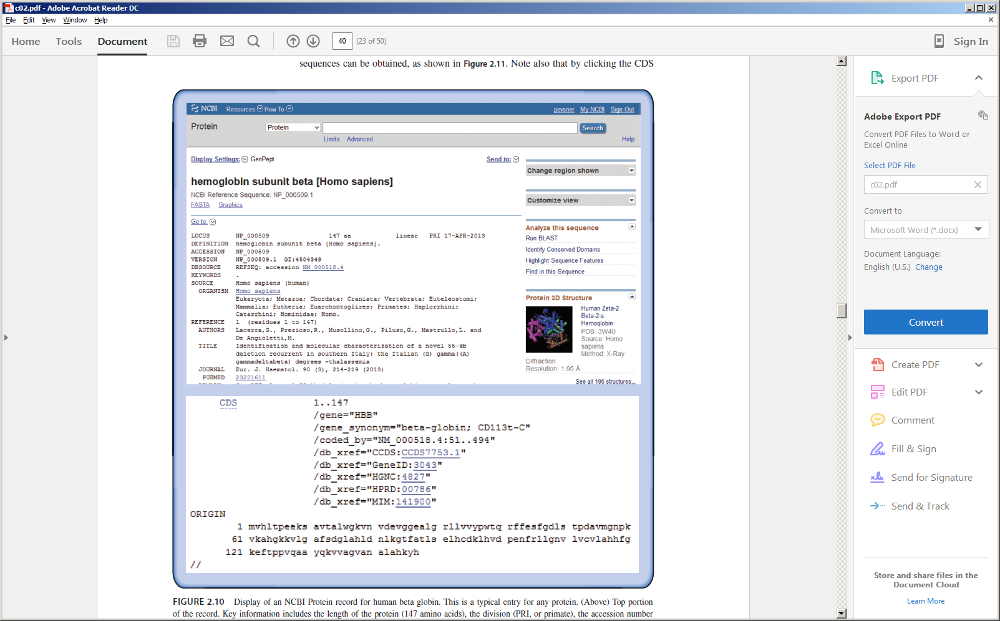 c02.pdf - Adobe Acrobat Reader DC
File Edit View Window Help
Home Tools Document 40 (23 of 50) Sign In
sequences can be obtained, as shown in Figure 2.11. Note also that by clicking the CDS
NCBI Resources How To pevsner My NCBI Sign Out
Protein Protein Search
Limits Advanced Help
Display Settings: GenPept Send to:
hemoglobin subunit beta [Homo sapiens]
NCBI Reference Sequence: NP_000509.1
FASTA Graphics
Go to:
LOCUS NP_000509 147 aa linear PRI 17-APR-2013
DEFINITION hemoglobin subunit beta [Homo sapiens].
ACCESSION NP_000509
VERSION NP_000509.1 GI:4504349
DBSOURCE REFSEQ: accession NM_000518.4
KEYWORDS .
SOURCE Homo sapiens (human)
ORGANISM Homo sapiens
Eukaryota; Metazoa; Chordata; Craniata; Vertebrata; Euteleostomi;
Mammalia; Eutheria; Euarchontoglires; Primates; Haplorrhini;
Catarrhini; Hominidae; Homo.
REFERENCE 1 (residues 1 to 147)
AUTHORS Lacerra,G., Prezioso,R., Musollino,G., Piluso,G., Mastrullo,L. and
De Angioletti,M.
TITLE Identification and molecular characterization of a novel 55-kb
deletion recurrent in southern Italy: the Italian (G) gamma((A)
gammadeltabeta) degrees -thalassemia
JOURNAL Eur. J. Haematol. 90 (3), 214-219 (2013)
PUBMED 23281611
Change region shown
Customize view
Analyze this sequence
Run BLAST
Identify Conserved Domains
Highlight Sequence Features
Find in this Sequence
Protein 3D Structure
Human Zeta-2
Beta-2-s
Hemoglobin
PDB: 3W4U
Source: Homo
sapiens
Method: X-Ray
Diffraction
Resolution: 1.95 Å
See all 196 structures...
CDS 1..147
/gene="HBB"
/gene_synonym="beta-globin; CD113t-C"
/coded_by="NM_000518.4:51..494"
/db_xref="CCDS:CCDS7753.1"
/db_xref="GeneID:3043"
/db_xref="HGNC:4827"
/db_xref="HPRD:00786"
/db_xref="MIM:141900"
ORIGIN
1 mvhltpeeks avtalwgkvn vdevggealg rllvvypwtq rffesfgdls tpdavmgnpk
61 vkahgkkvlg afsdglahld nlkgtfatls elhcdklhvd penfrllgnv lvcvlahhfg
121 keftppvqaa yqkvvagvan alahkyh
//
FIGURE 2.10 Display of an NCBI Protein record for human beta globin. This is a typical entry for any protein. (Above) Top portion
of the record. Key information includes the length of the protein (147 amino acids), the division (PRI, or primate), the accession number
Export PDF
Adobe Export PDF
Convert PDF Files to Word or
Excel Online
Select PDF File
c02.pdf
Convert to
Microsoft Word (*.docx)
Document Language:
English (U.S.) Change
Convert
Create PDF
Edit PDF
Comment
Fill & Sign
Send for Signature
Send & Track
Store and share files in the
Document Cloud
Learn More